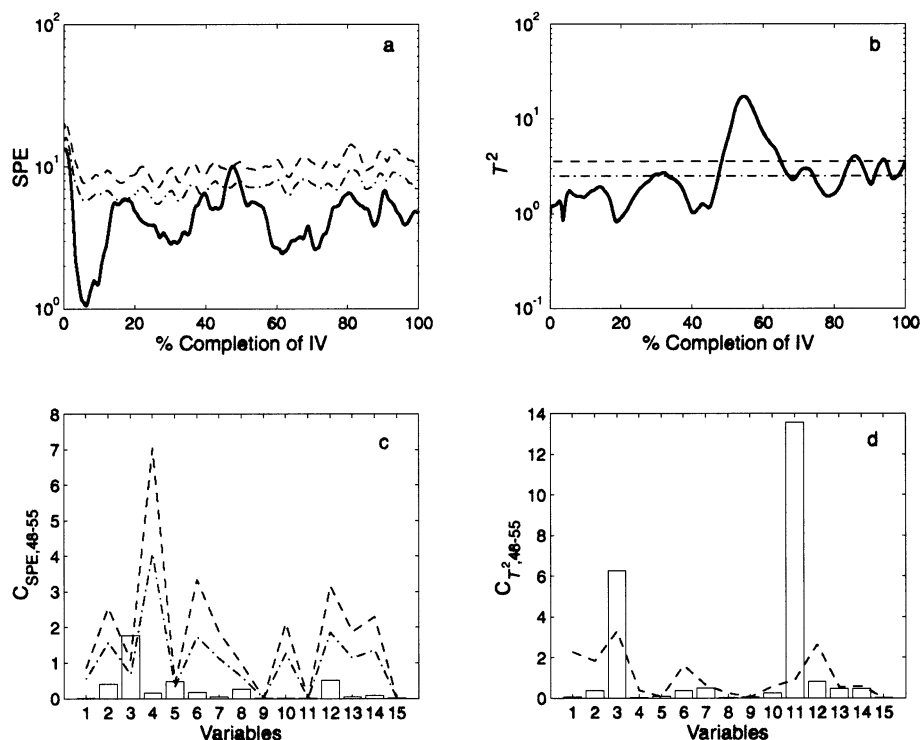 10²
a
SPE
10¹
10⁰
0 20 40 60 80 100
% Completion of IV
10²
b
10¹
T²
10⁰
10⁻¹
0 20 40 60 80 100
% Completion of IV
8
7
6
5
4
3
2
1
0
c
C_SPE,48-55
1 2 3 4 5 6 7 8 9 10 11 12 13 14 15
Variables
14
12
10
8
6
4
2
0
d
C_T²,48-55
1 2 3 4 5 6 7 8 9 10 11 12 13 14 15
Variables